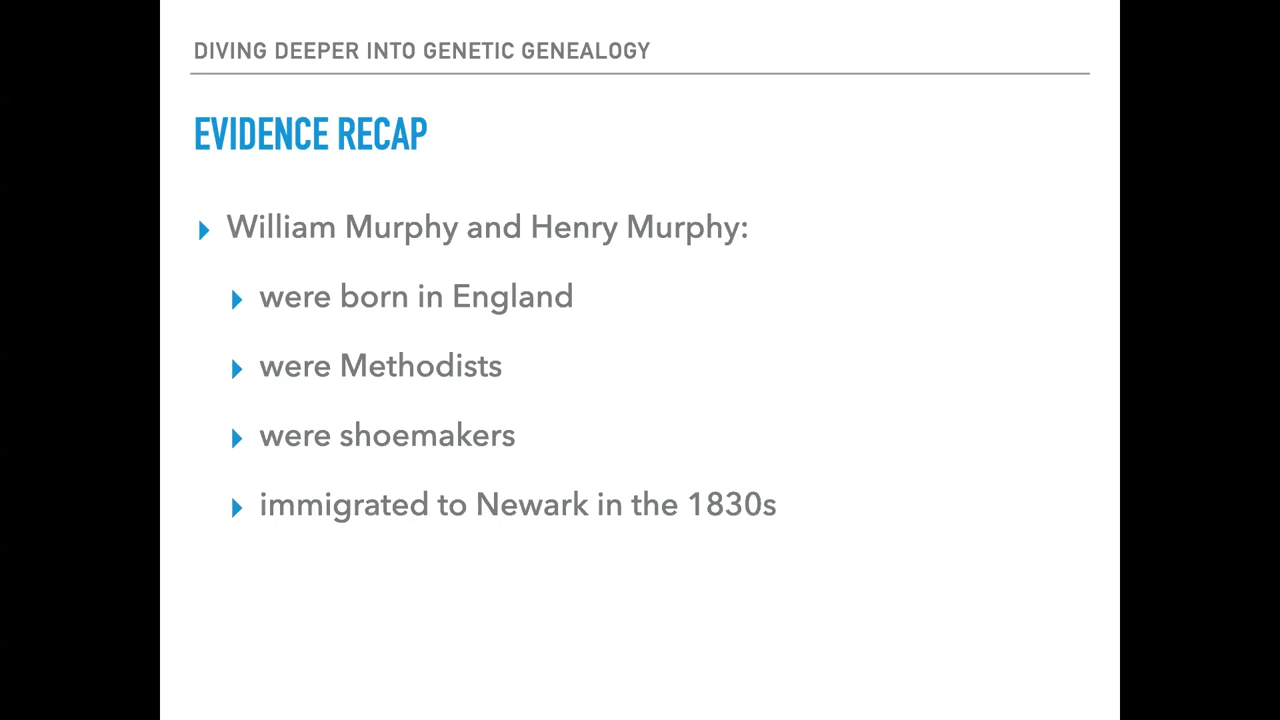 DIVING DEEPER INTO GENETIC GENEALOGY
EVIDENCE RECAP
William Murphy and Henry Murphy:
were born in England
were Methodists
were shoemakers
immigrated to Newark in the 1830s